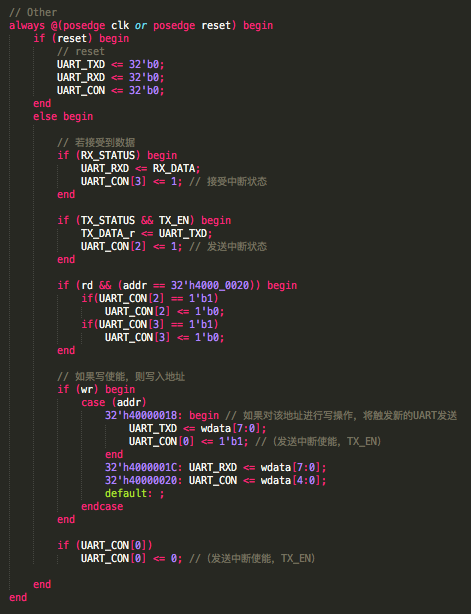 // Other
always @(posedge clk or posedge reset) begin
    if (reset) begin
        // reset
        UART_TXD <= 32'b0;
        UART_RXD <= 32'b0;
        UART_CON <= 32'b0;
    end
    else begin

        // 若接受到数据
        if (RX_STATUS) begin
            UART_RXD <= RX_DATA;
            UART_CON[3] <= 1; // 接受中断状态
        end

        if (TX_STATUS && TX_EN) begin
            TX_DATA_r <= UART_TXD;
            UART_CON[2] <= 1; // 发送中断状态
        end

        if (rd && (addr == 32'h4000_0020)) begin
            if(UART_CON[2] == 1'b1)
                UART_CON[2] <= 1'b0;
            if(UART_CON[3] == 1'b1)
                UART_CON[3] <= 1'b0;
        end

        // 如果写使能，则写入地址
        if (wr) begin
            case (addr)
                32'h40000018: begin // 如果对该地址进行写操作，将触发新的UART发送
                    UART_TXD <= wdata[7:0];
                    UART_CON[0] <= 1'b1; //（发送中断使能，TX_EN）
                end
                32'h4000001C: UART_RXD <= wdata[7:0];
                32'h40000020: UART_CON <= wdata[4:0];
                default: ;
            endcase
        end

        if (UART_CON[0])
            UART_CON[0] <= 0; //（发送中断使能，TX_EN）

    end
end